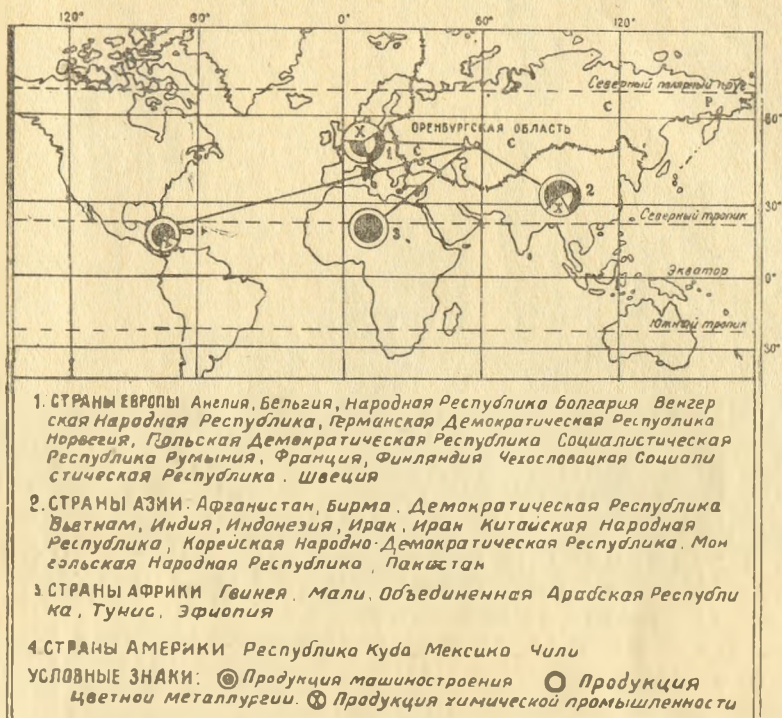 120° 60° 0° 60° 120°
Северный полярный круг
С Р
60°
ОРЕНБУРГСКАЯ ОБЛАСТЬ
Х С
С 1
30° 2
Х
Северный тропик
3
Х
Экватор 0°
Южный тропик
30°
1. СТРАНЫ ЕВРОПЫ Англия, Бельгия, Народная Республика Болгария Венгер
ская Народная Республика, Германская Демократическая Республика
Норвегия, Польская Демократическая Республика Социалистическая
Республика Румыния, Франция, Финляндия Чехословацкая Социали
стическая Республика. Швеция
2. СТРАНЫ АЗИИ. Афганистан, Бирма. Демократическая Республика
Вьетнам, Индия, Индонезия, Ирак, Иран Китайская Народная
Республика, Корейская Народно-Демократическая Республика. Мон
гольская Народная Республика, Пакистан
3. СТРАНЫ АФРИКИ Гвинея, Мали, Объединенная Арабская Республи
ка, Тунис, Эфиопия
4. СТРАНЫ АМЕРИКИ Республика Куба Мексика Чили
УСЛОВНЫЕ ЗНАКИ: Продукция машиностроения Продукция
цветной металлургии. Х Продукция химической промышленности